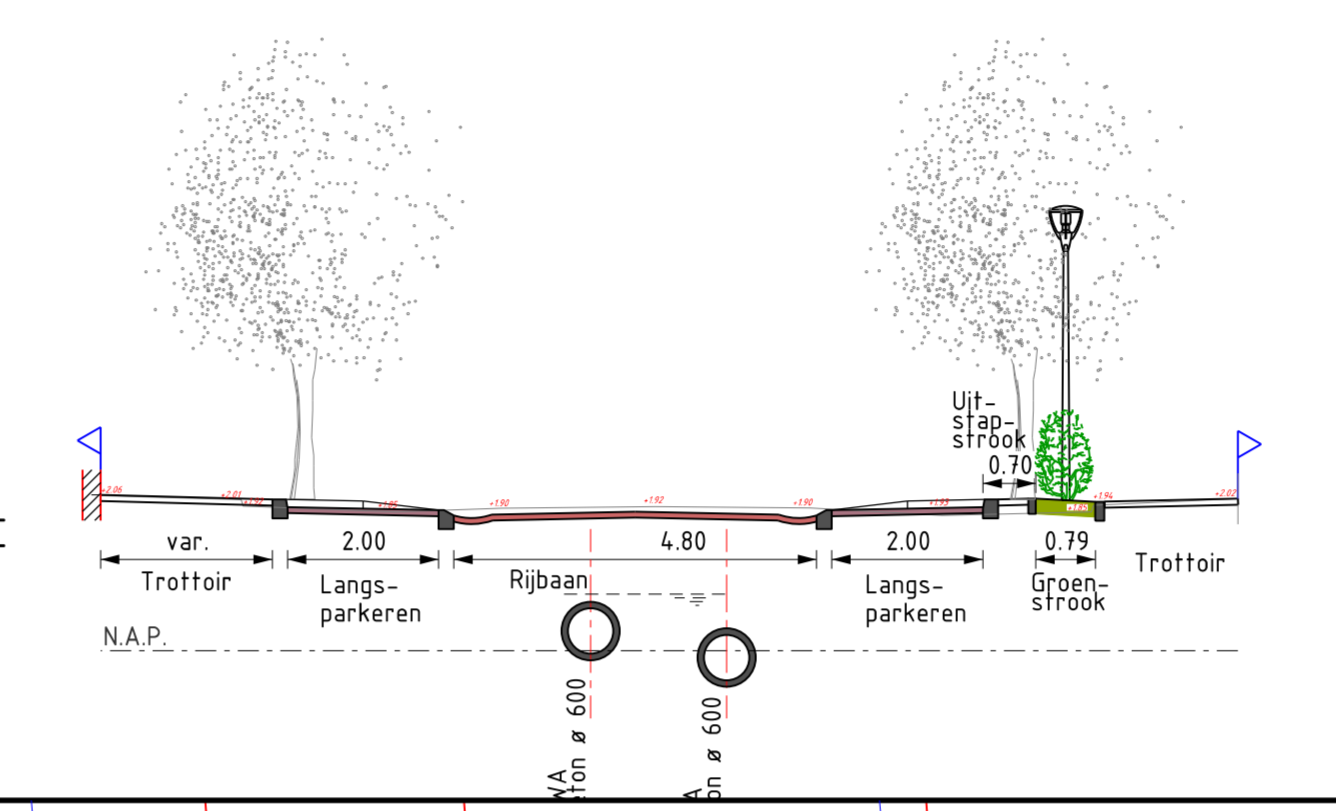 Uit-
stap-
strook
0.70
+2.06
+2.01
+1.90
+1.92
+1.90
+1.93
+1.94
+2.02
+1.85
var.
2.00
4.80
2.00
0.79
Trottoir
Langs-
parkeren
Rijbaan
Langs-
parkeren
Groen-
strook
Trottoir
N.A.P.
ø 600
ø 600